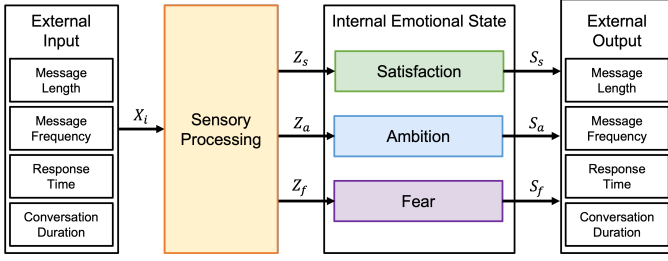 External
Input
Message
Length
Message
Frequency
Response
Time
Conversation
Duration
X_i
Sensory
Processing
Z_s
Z_a
Z_f
Internal Emotional State
Satisfaction
Ambition
Fear
S_s
S_a
S_f
External
Output
Message
Length
Message
Frequency
Response
Time
Conversation
Duration